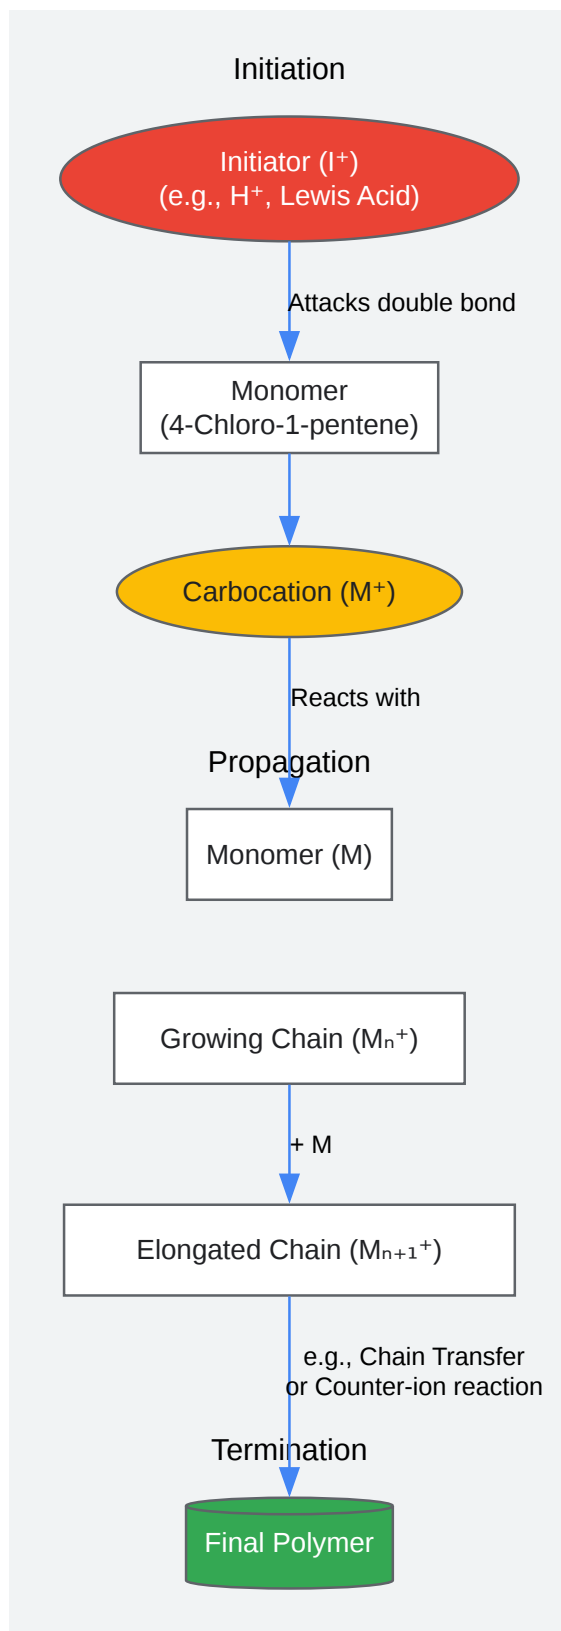 Initiation
Initiator (I⁺)
(e.g., H⁺, Lewis Acid)
Attacks double bond
Monomer
(4-Chloro-1-pentene)
Carbocation (M⁺)
Reacts with
Propagation
Monomer (M)
Growing Chain (Mₙ⁺)
+ M
Elongated Chain (Mₙ₊₁⁺)
e.g., Chain Transfer
or Counter-ion reaction
Termination
Final Polymer